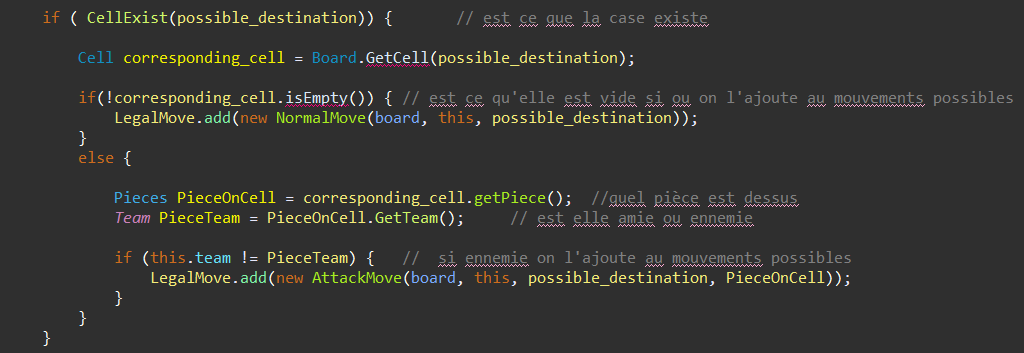 if ( CellExist(possible_destination)) {       // est ce que la case existe
Cell corresponding_cell = Board.GetCell(possible_destination);
if(!corresponding_cell.isEmpty()) { // est ce qu'elle est vide si ou on l'ajoute au mouvements possibles
LegalMove.add(new NormalMove(board, this, possible_destination));
}
else {
Pieces PieceOnCell = corresponding_cell.getPiece();  //quel pièce est dessus
Team PieceTeam = PieceOnCell.GetTeam();     // est elle amie ou ennemie
if (this.team != PieceTeam) {   //  si ennemie on l'ajoute au mouvements possibles
LegalMove.add(new AttackMove(board, this, possible_destination, PieceOnCell));
}
}
}